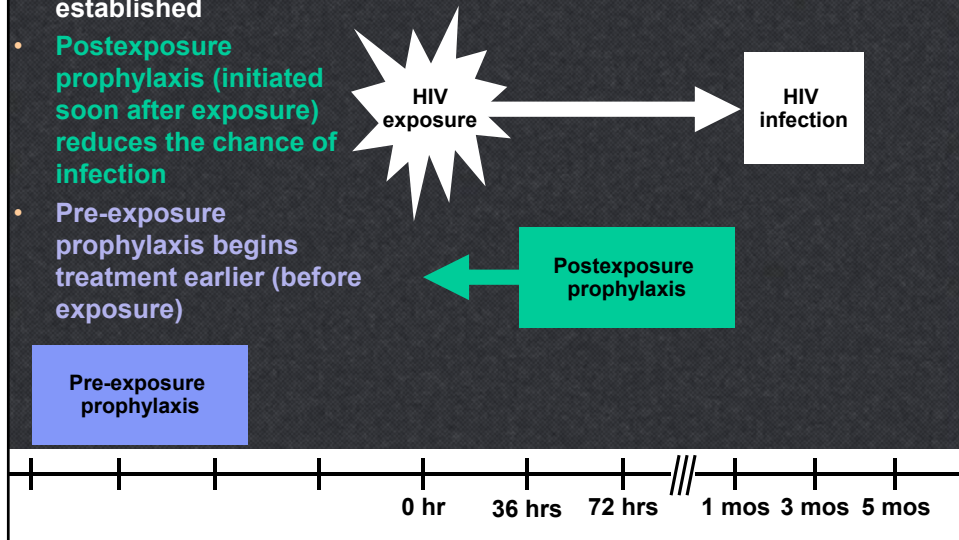 established
• Postexposure
prophylaxis (initiated
soon after exposure)
reduces the chance of
infection
• Pre-exposure
prophylaxis begins
treatment earlier (before
exposure)
HIV
exposure
HIV
infection
Postexposure
prophylaxis
Pre-exposure
prophylaxis
0 hr 36 hrs 72 hrs 1 mos 3 mos 5 mos